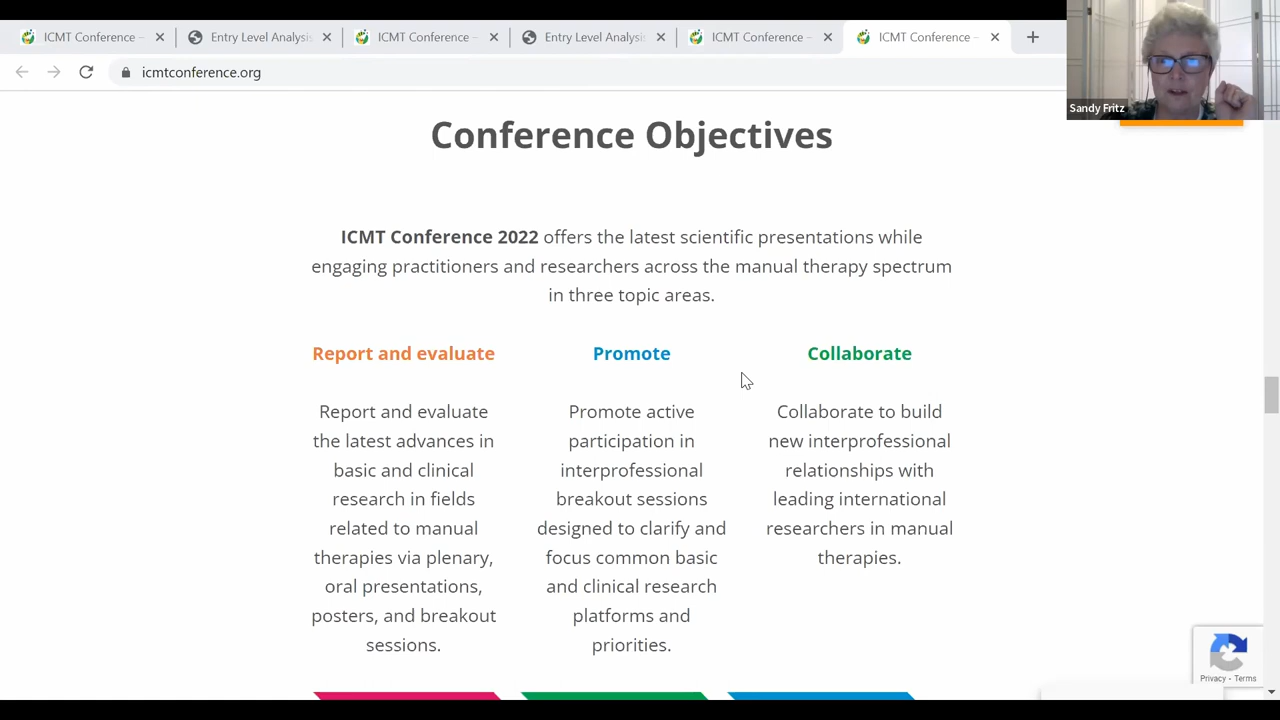 ICMT Conference –
Entry Level Analysis
ICMT Conference –
Entry Level Analysis
ICMT Conference –
ICMT Conference –
icmtconference.org
Sandy Fritz
Conference Objectives
ICMT Conference 2022 offers the latest scientific presentations while
engaging practitioners and researchers across the manual therapy spectrum
in three topic areas.
Report and evaluate
Report and evaluate
the latest advances in
basic and clinical
research in fields
related to manual
therapies via plenary,
oral presentations,
posters, and breakout
sessions.
Promote
Promote active
participation in
interprofessional
breakout sessions
designed to clarify and
focus common basic
and clinical research
platforms and
priorities.
Collaborate
Collaborate to build
new interprofessional
relationships with
leading international
researchers in manual
therapies.
Privacy - Terms